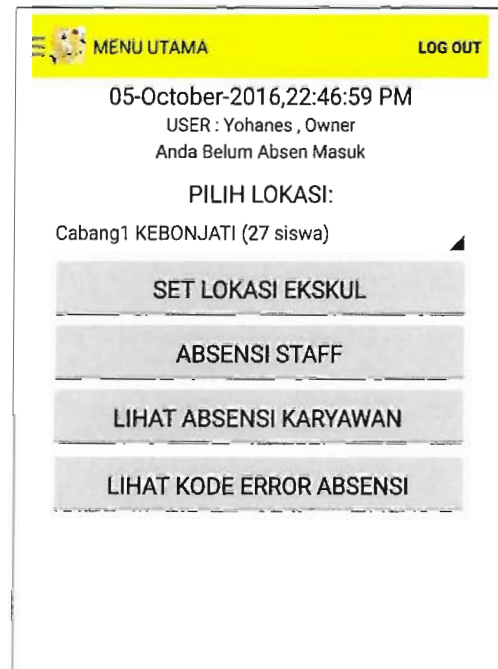 MENU UTAMA LOG OUT
05-October-2016,22:46:59 PM
USER : Yohanes , Owner
Anda Belum Absen Masuk
PILIH LOKASI:
Cabang1 KEBONJATI (27 siswa)
SET LOKASI EKSKUL
ABSENSI STAFF
LIHAT ABSENSI KARYAWAN
LIHAT KODE ERROR ABSENSI